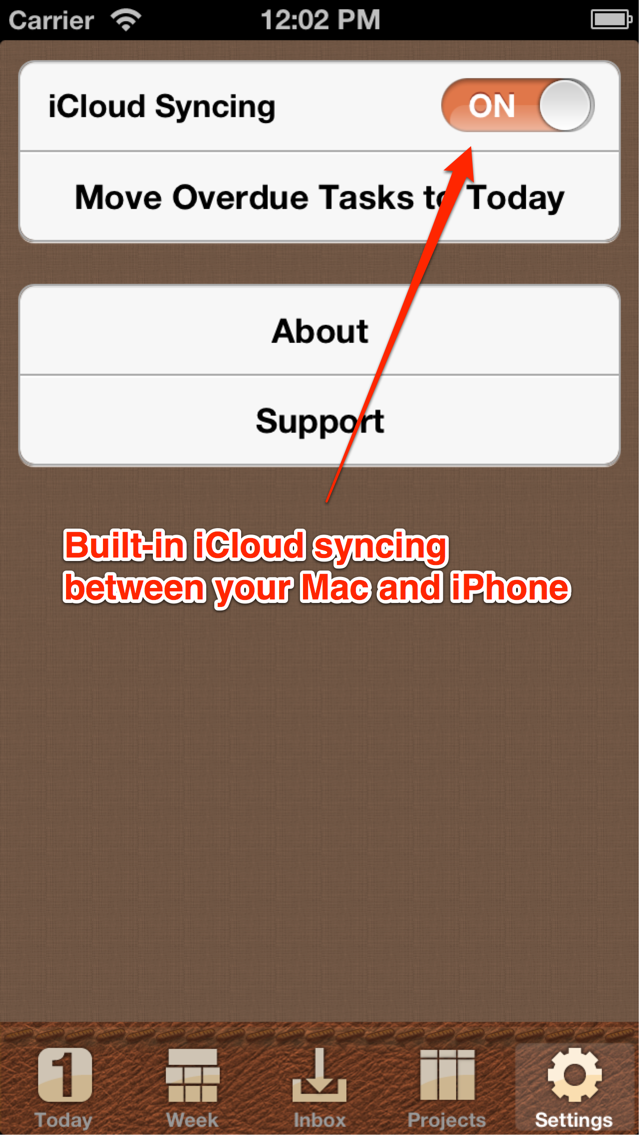 Carrier 12:02 PM
iCloud Syncing ON
Move Overdue Tasks to Today
About
Support
Built-in iCloud syncing
between your Mac and iPhone
1
Today Week Inbox Projects Settings